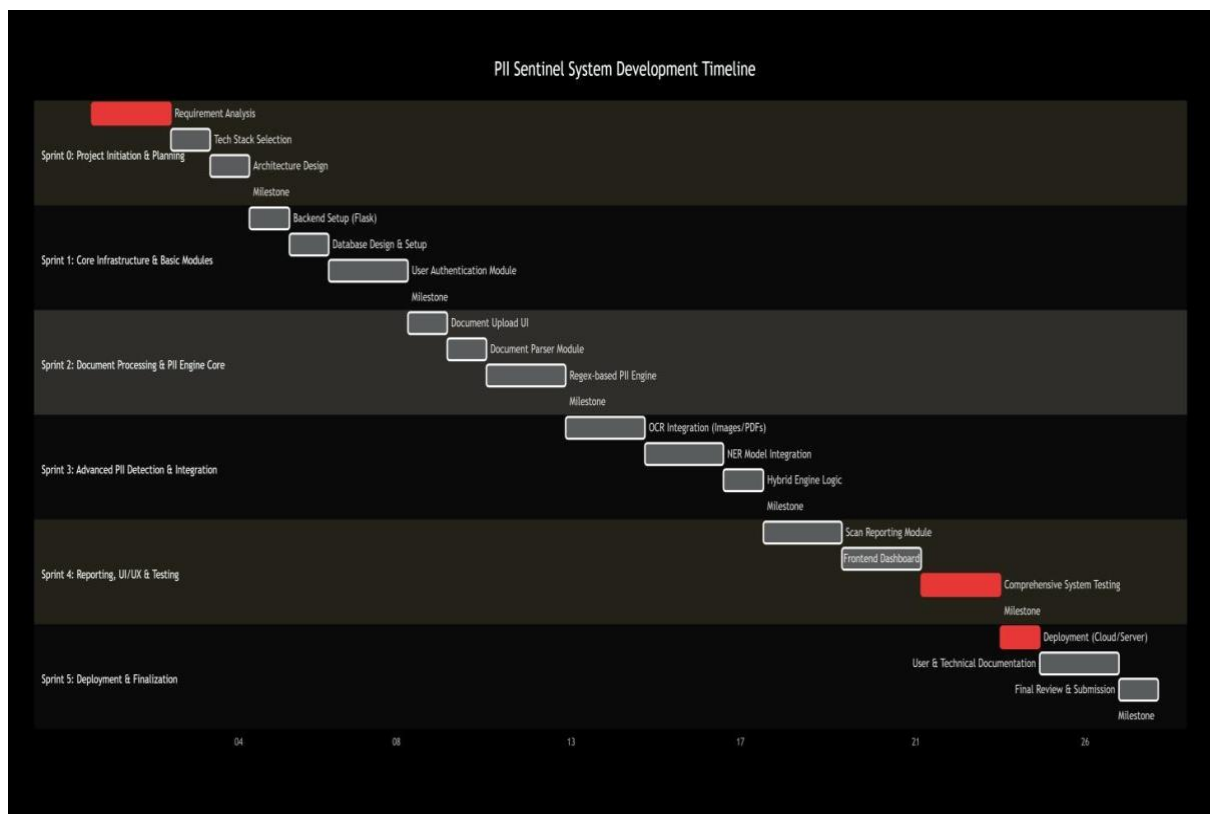 PII Sentinel System Development Timeline
Requirement Analysis
Tech Stack Selection
Sprint 0: Project Initiation & Planning
Architecture Design
Milestone
Backend Setup (Flask)
Database Design & Setup
Sprint 1: Core Infrastructure & Basic Modules
User Authentication Module
Milestone
Document Upload UI
Document Parser Module
Sprint 2: Document Processing & PII Engine Core
Regex-based PII Engine
Milestone
OCR Integration (Images/PDFs)
NER Model Integration
Sprint 3: Advanced PII Detection & Integration
Hybrid Engine Logic
Milestone
Scan Reporting Module
Frontend Dashboard
Sprint 4: Reporting, UI/UX & Testing
Comprehensive System Testing
Milestone
Deployment (Cloud/Server)
User & Technical Documentation
Sprint 5: Deployment & Finalization
Final Review & Submission
Milestone
04 08 13 17 21 26